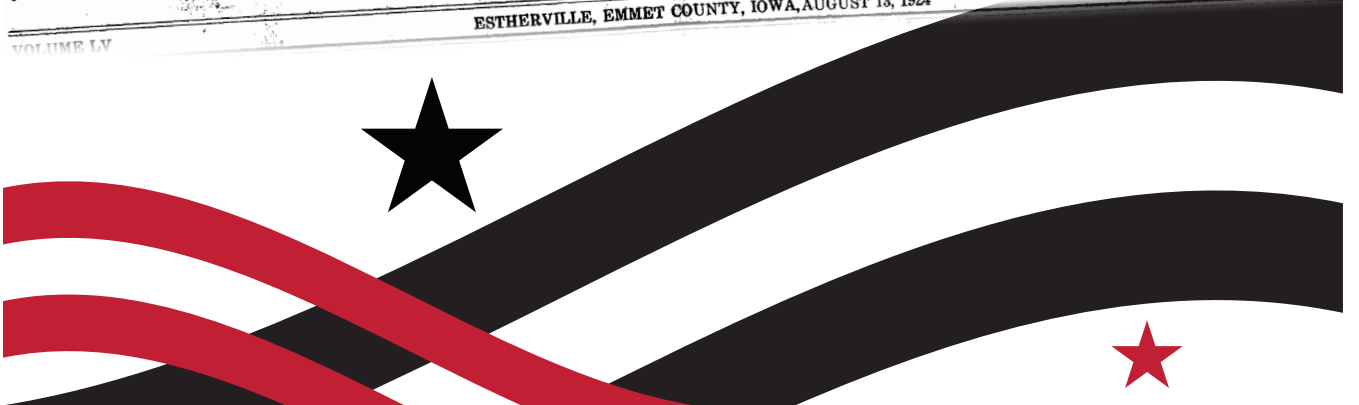 ESTHERVILLE, EMMET COUNTY, IOWA, AUGUST 13, 1924
VOLUME LV